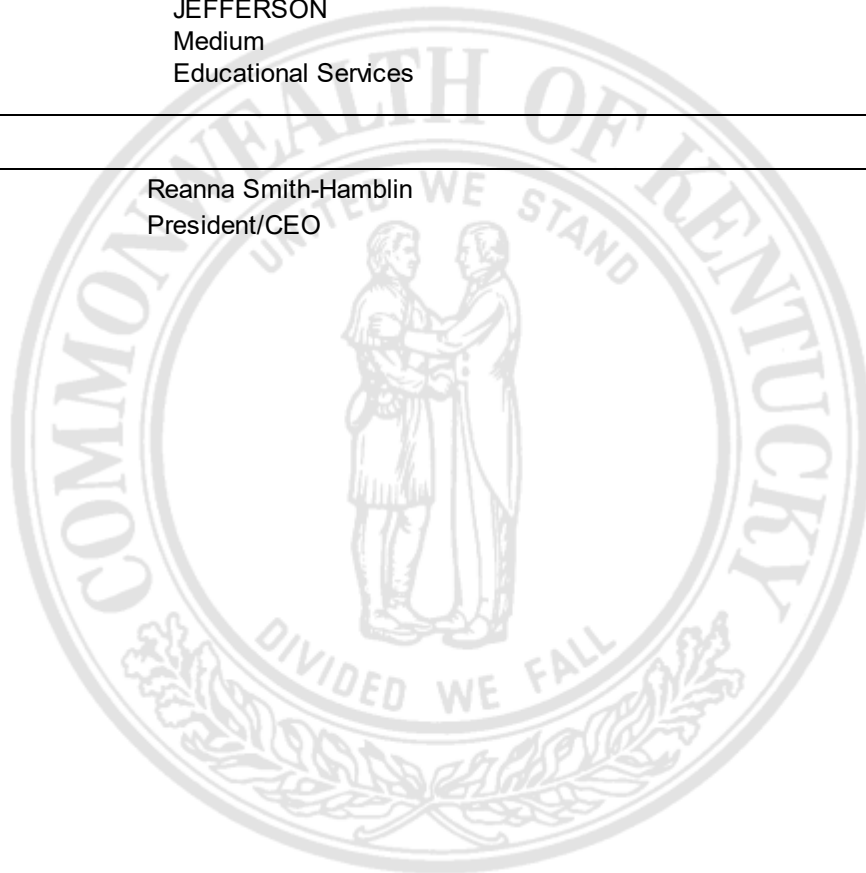 JEFFERSON
Medium
Educational Services
Reanna Smith-Hamblin
President/CEO
COMMONWEALTH OF KENTUCKY
UNITED WE STAND
DIVIDED WE FALL